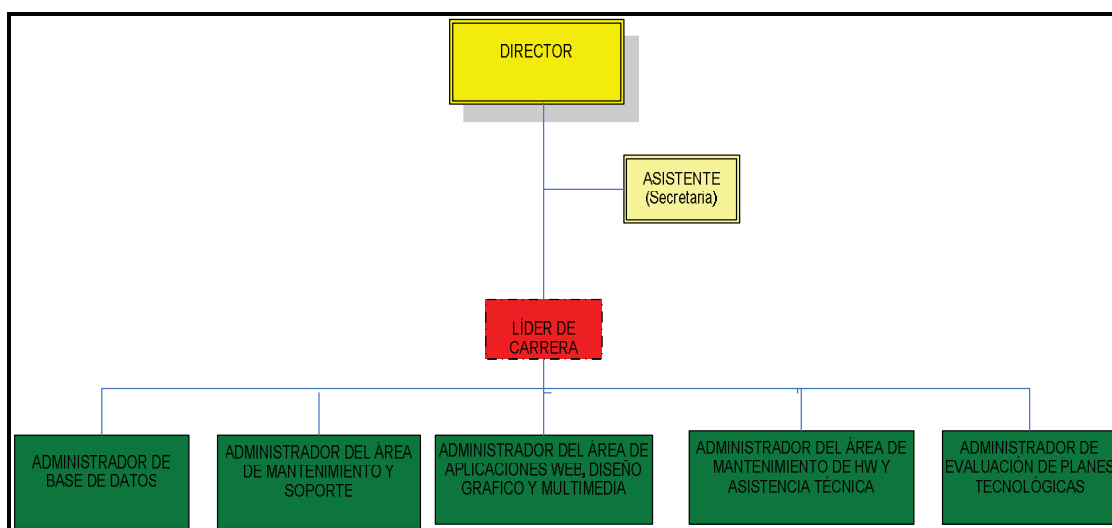 DIRECTOR
ASISTENTE
(Secretaria)
LÍDER DE
CARRERA
ADMINISTRADOR DE
BASE DE DATOS
ADMINISTRADOR DEL ÁREA
DE MANTENIMIENTO Y
SOPORTE
ADMINISTRADOR DEL ÁREA DE
APLICACIONES WEB, DISEÑO
GRAFICO Y MULTIMEDIA
ADMINISTRADOR DEL ÁREA DE
MANTENIMIENTO DE HW Y
ASISTENCIA TÉCNICA
ADMINISTRADOR DE
EVALUACIÓN DE PLANES
TECNOLÓGICAS